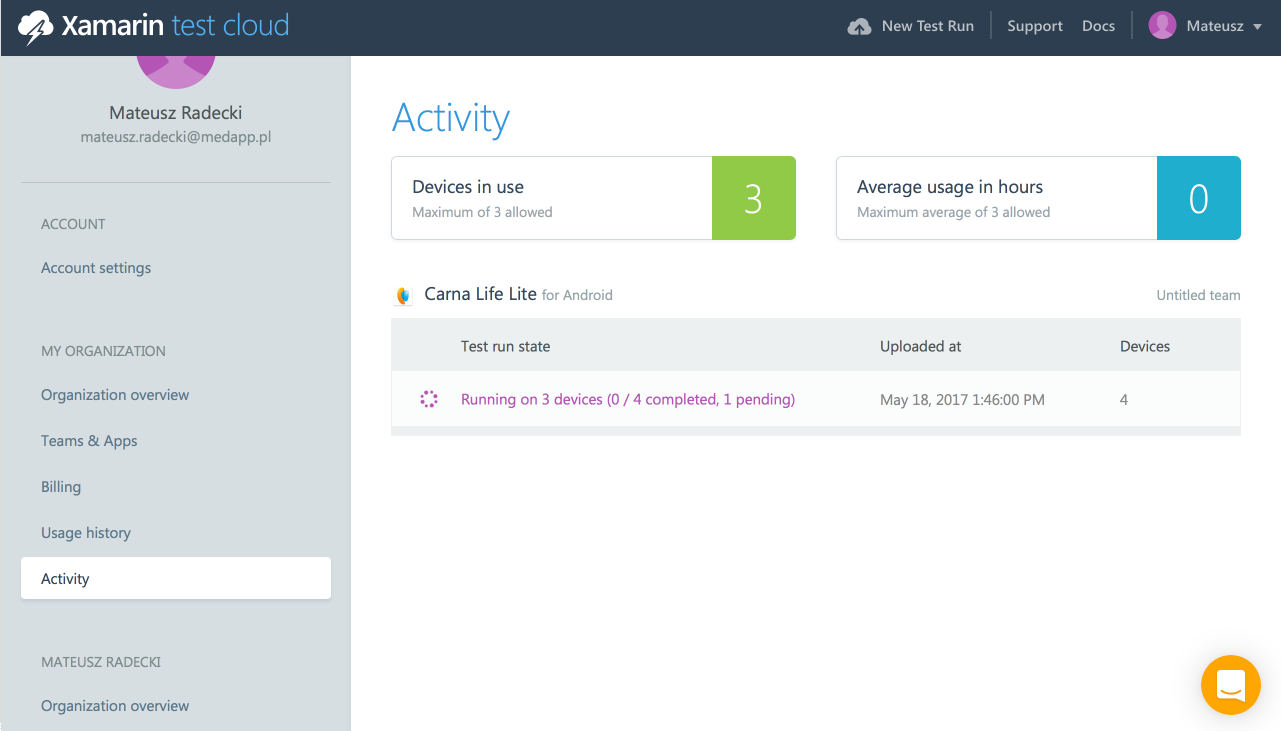 Xamarin test cloud
New Test Run
Support
Docs
Mateusz
Mateusz Radecki
mateusz.radecki@medapp.pl
ACCOUNT
Account settings
MY ORGANIZATION
Organization overview
Teams & Apps
Billing
Usage history
Activity
MATEUSZ RADECKI
Organization overview
Activity
Devices in use
Maximum of 3 allowed
3
Average usage in hours
Maximum average of 3 allowed
0
Carna Life Lite for Android
Untitled team
Test run state
Uploaded at
Devices
Running on 3 devices (0 / 4 completed, 1 pending)
May 18, 2017 1:46:00 PM
4